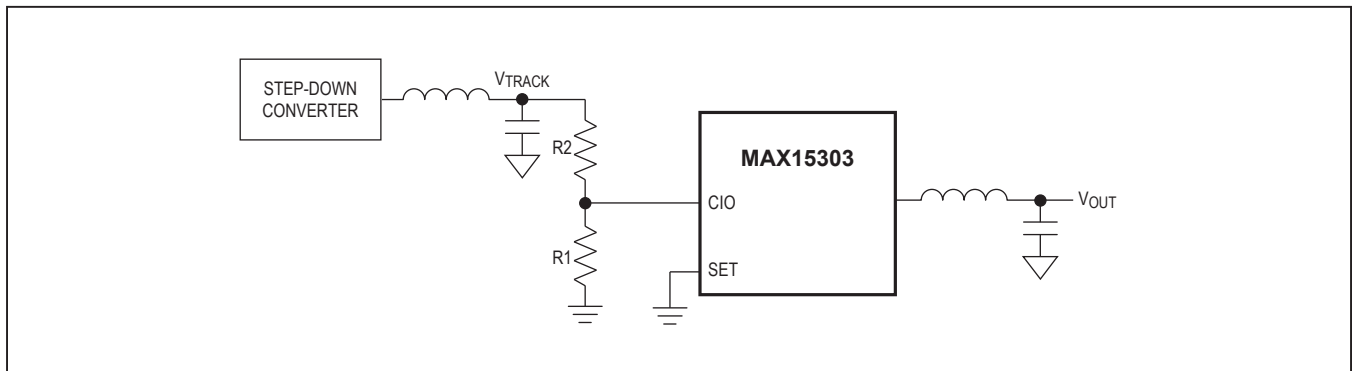 STEP-DOWN
CONVERTER
VTRACK
R2
MAX15303
CIO
VOUT
R1
SET